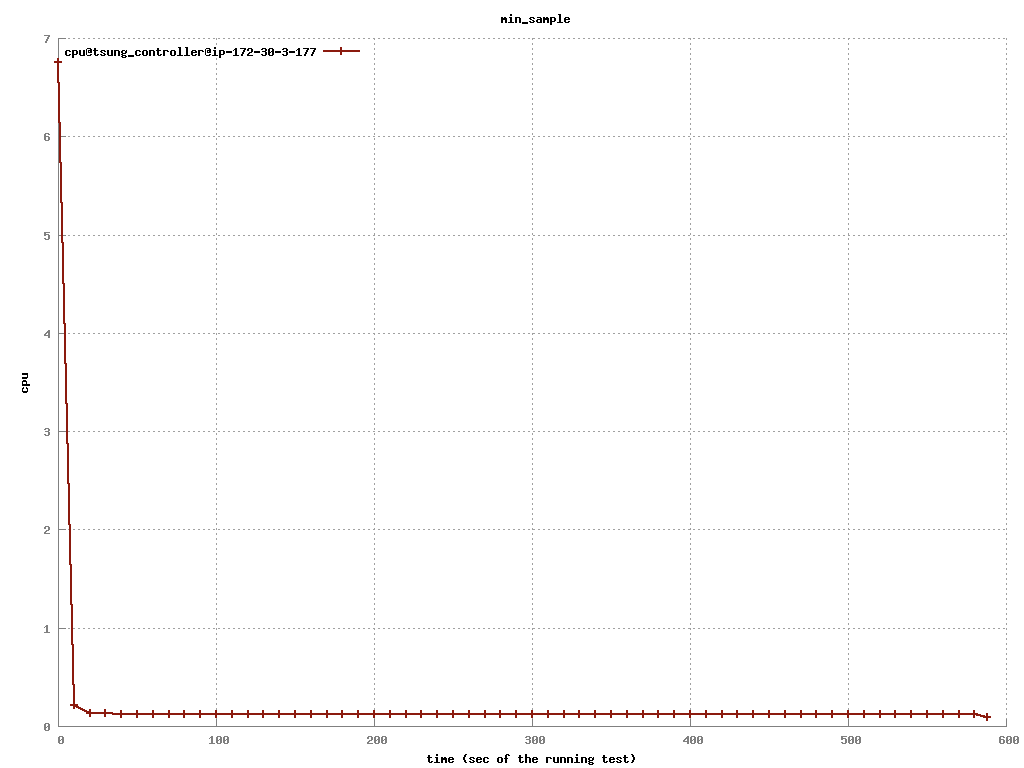 min_sample
cpu@tsung_controller@ip-172-30-3-177
7
6
5
4
3
2
1
0
cpu
0 100 200 300 400 500 600
time (sec of the running test)